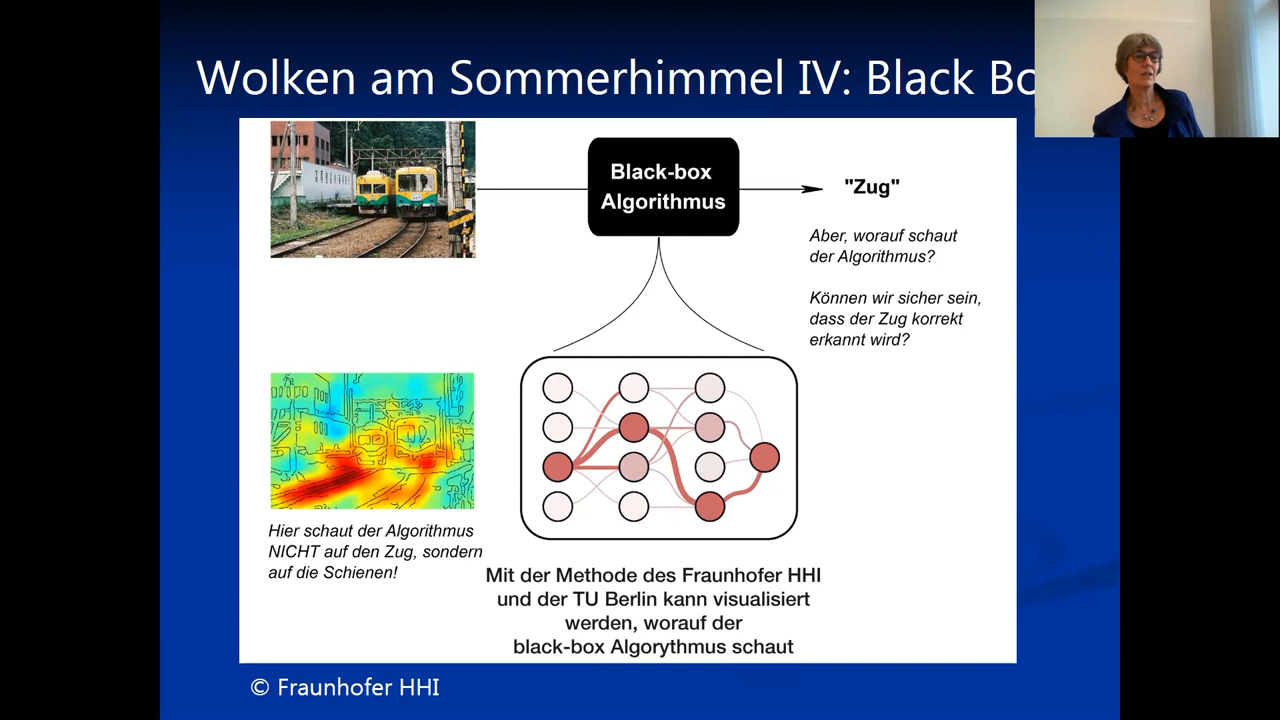 Wolken am Sommerhimmel IV: Black Bo
Black-box
Algorithmus
"Zug"
Aber, worauf schaut
der Algorithmus?
Können wir sicher sein,
dass der Zug korrekt
erkannt wird?
Hier schaut der Algorithmus
NICHT auf den Zug, sondern
auf die Schienen!
Mit der Methode des Fraunhofer HHI
und der TU Berlin kann visualisiert
werden, worauf der
black-box Algorythmus schaut
© Fraunhofer HHI